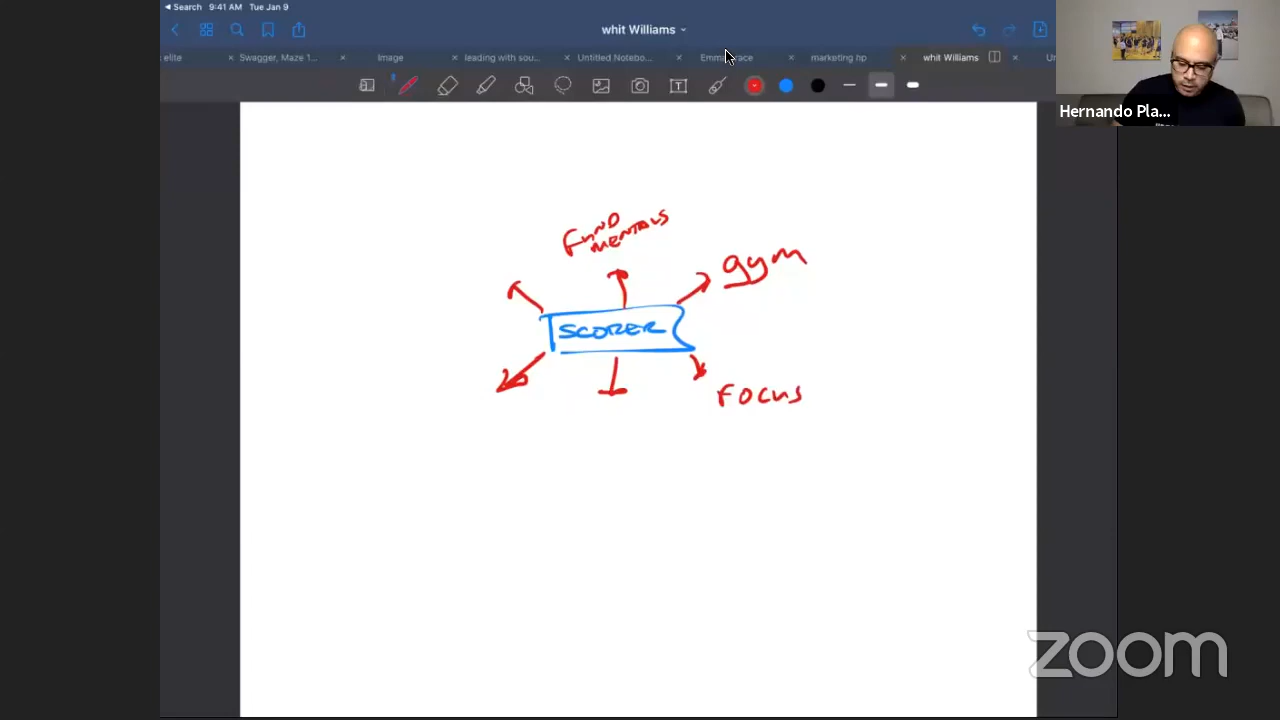 Search 9:41 AM Tue Jan 9
whit Williams
elite
Swagger, Maze 1...
Image
leading with sou...
Untitled Notebo...
marketing hp
whit Williams
Un
Hernando Pla...
FUND
MENTALS
gym
SCORER
FOCUS
zoom